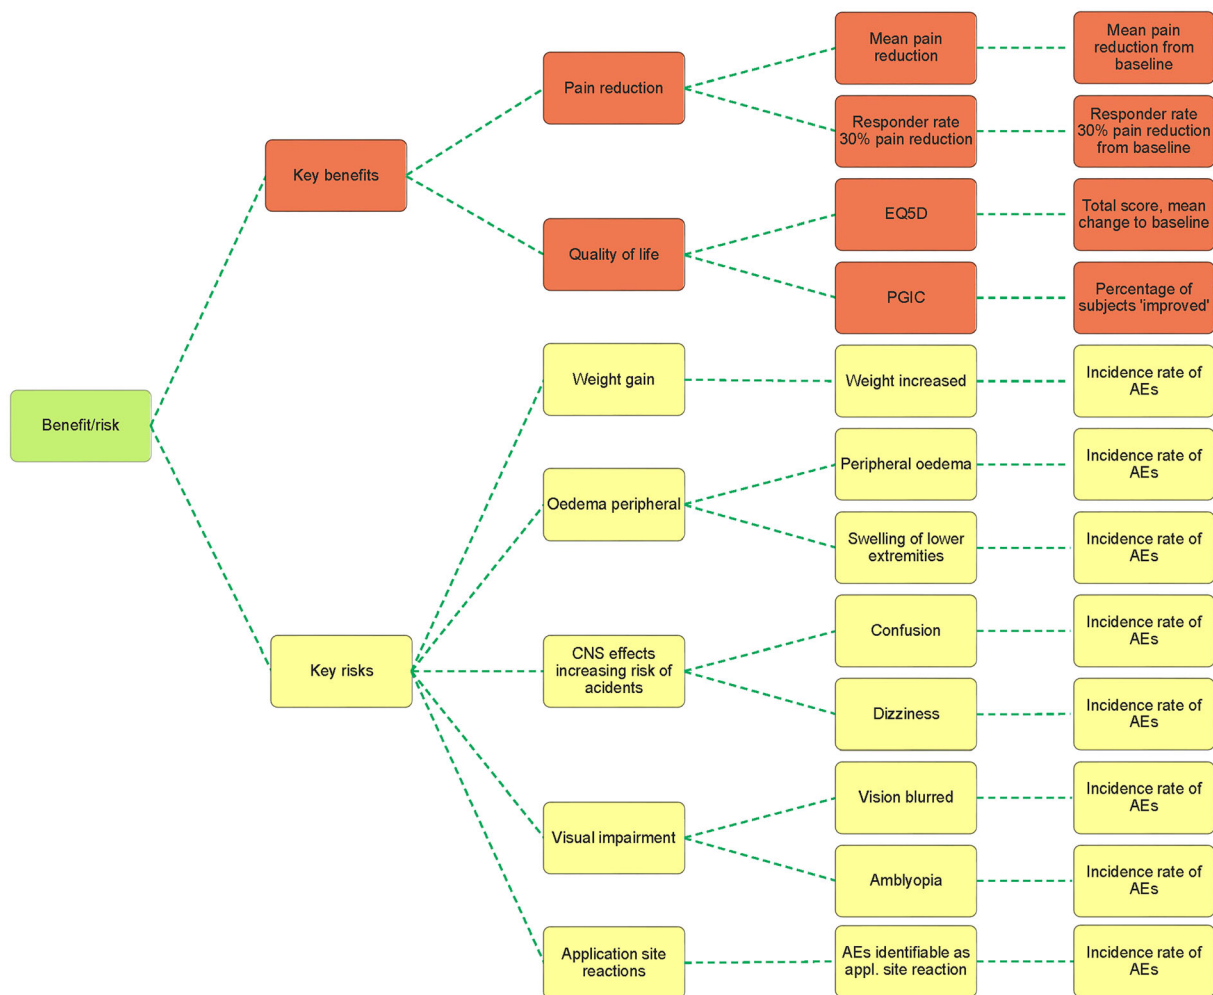 Benefit/risk
Key benefits
Pain reduction
Mean pain
reduction
Mean pain
reduction from
baseline
Responder rate
30% pain reduction
Responder rate
30% pain reduction
from baseline
Quality of life
EQ5D
Total score, mean
change to baseline
PGIC
Percentage of
subjects 'improved'
Key risks
Weight gain
Weight increased
Incidence rate of
AEs
Oedema peripheral
Peripheral oedema
Incidence rate of
AEs
Swelling of lower
extremities
Incidence rate of
AEs
CNS effects
increasing risk of
acidents
Confusion
Incidence rate of
AEs
Dizziness
Incidence rate of
AEs
Visual impairment
Vision blurred
Incidence rate of
AEs
Amblyopia
Incidence rate of
AEs
Application site
reactions
AEs identifiable as
appl. site reaction
Incidence rate of
AEs